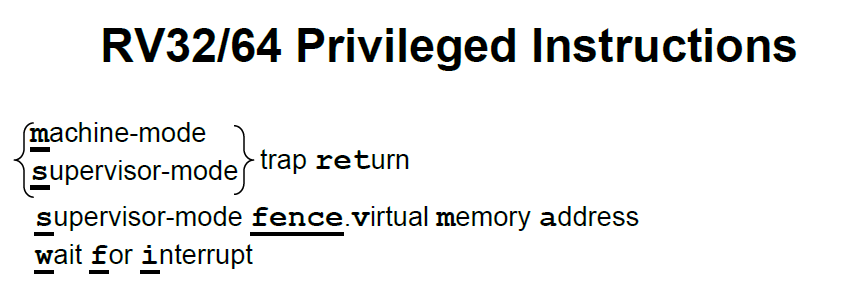 RV32/64 Privileged Instructions
machine-mode
supervisor-mode
trap return
supervisor-mode fence.virtual memory address
wait for interrupt